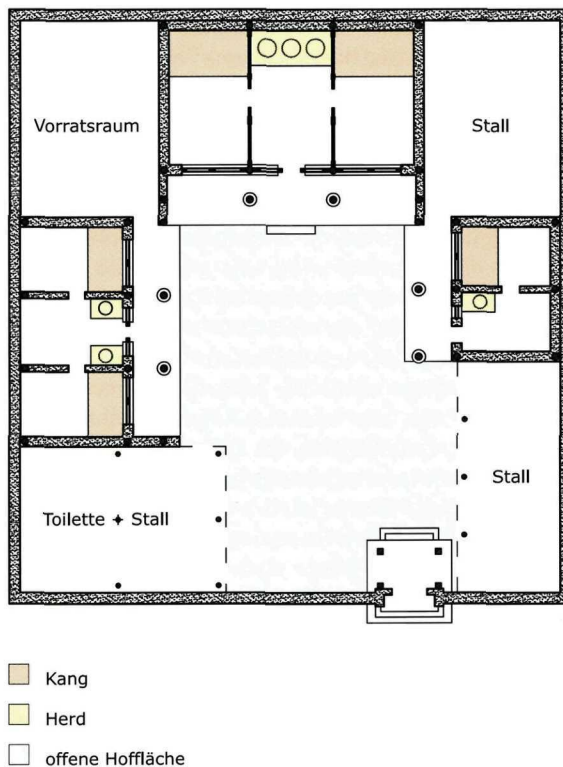 Vorratsraum
Stall
Stall
Toilette + Stall
Kang
Herd
offene Hoffläche